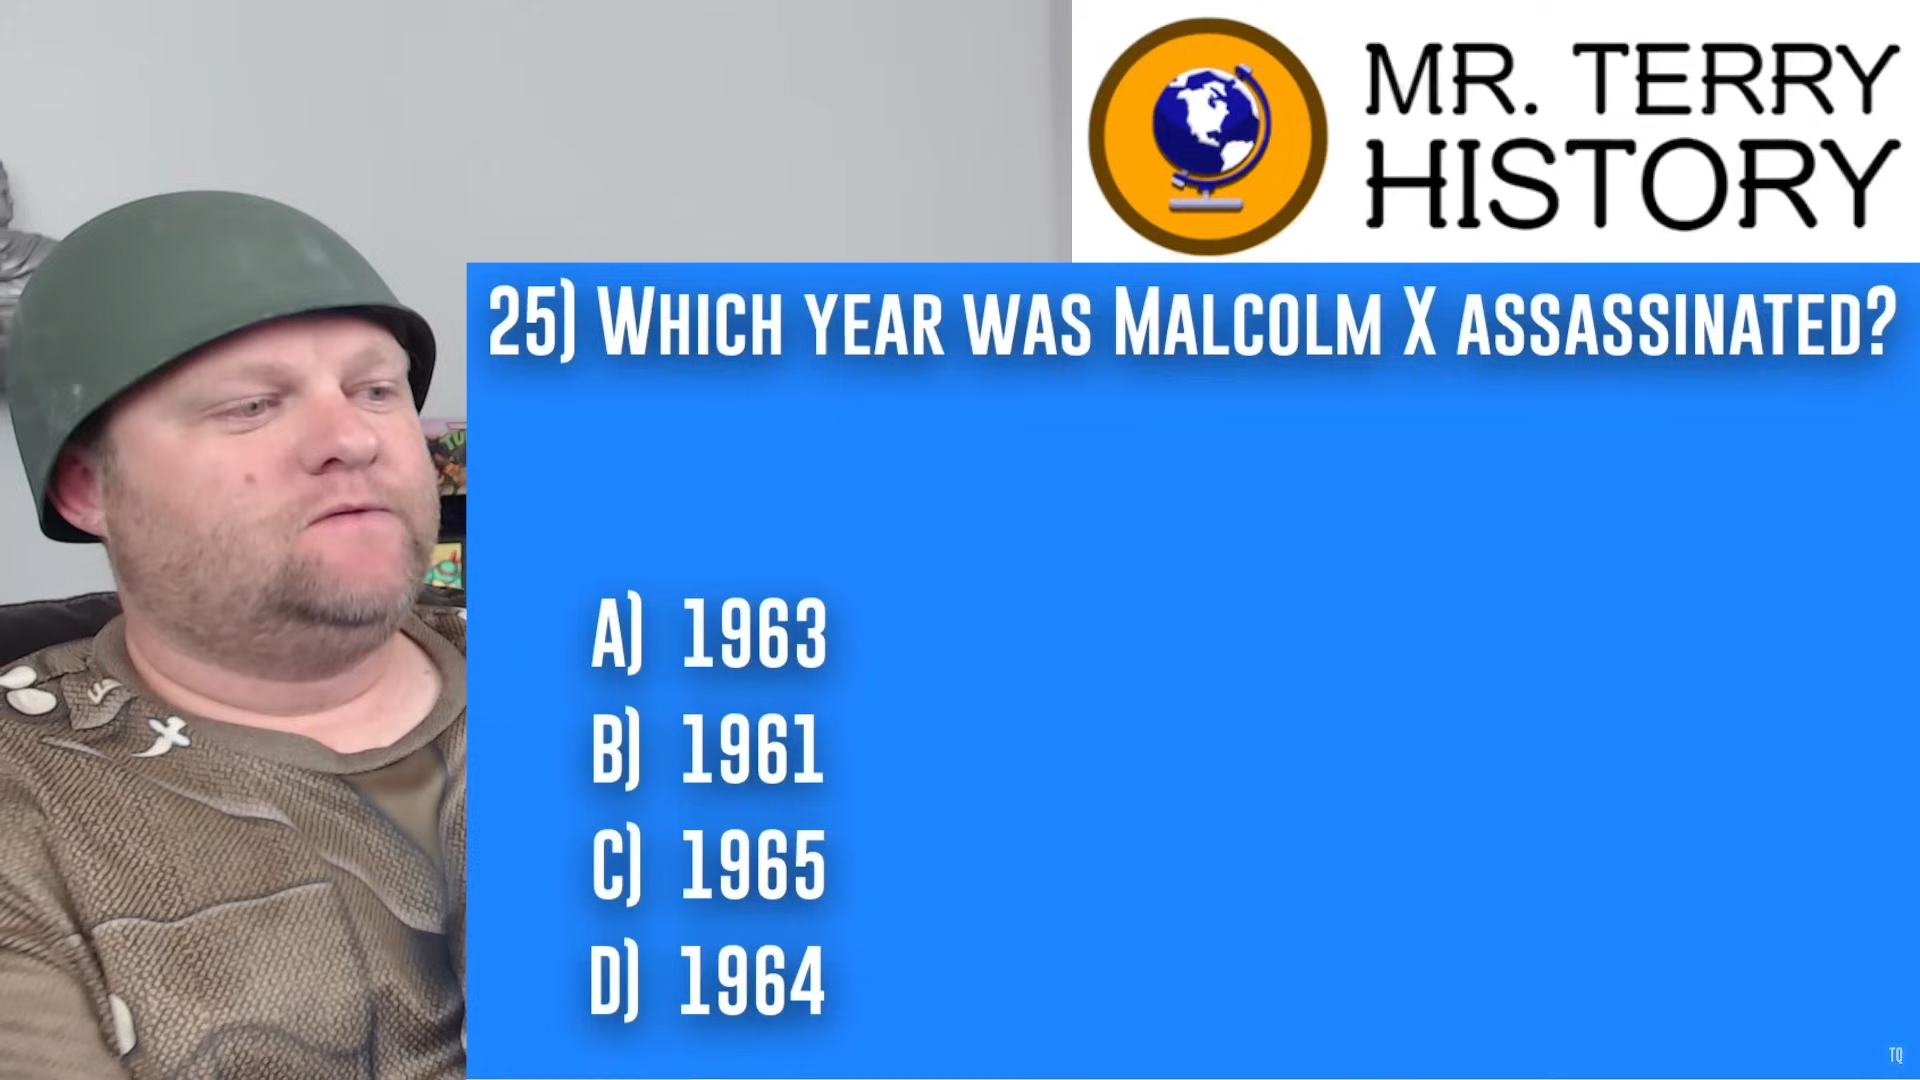 MR. TERRY
HISTORY
25) WHICH YEAR WAS MALCOLM X ASSASSINATED?
A) 1963
B) 1961
C) 1965
D) 1964
TQ